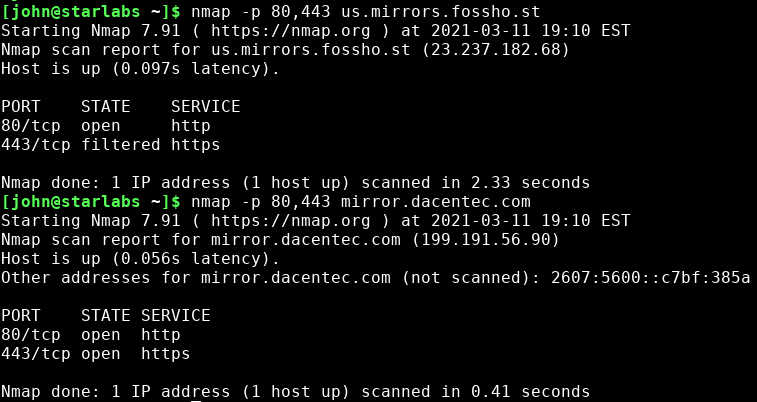 [john@starlabs ~]$ nmap -p 80,443 us.mirrors.fossho.st
Starting Nmap 7.91 ( https://nmap.org ) at 2021-03-11 19:10 EST
Nmap scan report for us.mirrors.fossho.st (23.237.182.68)
Host is up (0.097s latency).

PORT    STATE    SERVICE
80/tcp  open     http
443/tcp filtered https

Nmap done: 1 IP address (1 host up) scanned in 2.33 seconds
[john@starlabs ~]$ nmap -p 80,443 mirror.dacentec.com
Starting Nmap 7.91 ( https://nmap.org ) at 2021-03-11 19:10 EST
Nmap scan report for mirror.dacentec.com (199.191.56.90)
Host is up (0.056s latency).
Other addresses for mirror.dacentec.com (not scanned): 2607:5600::c7bf:385a

PORT    STATE SERVICE
80/tcp  open  http
443/tcp open  https

Nmap done: 1 IP address (1 host up) scanned in 0.41 seconds